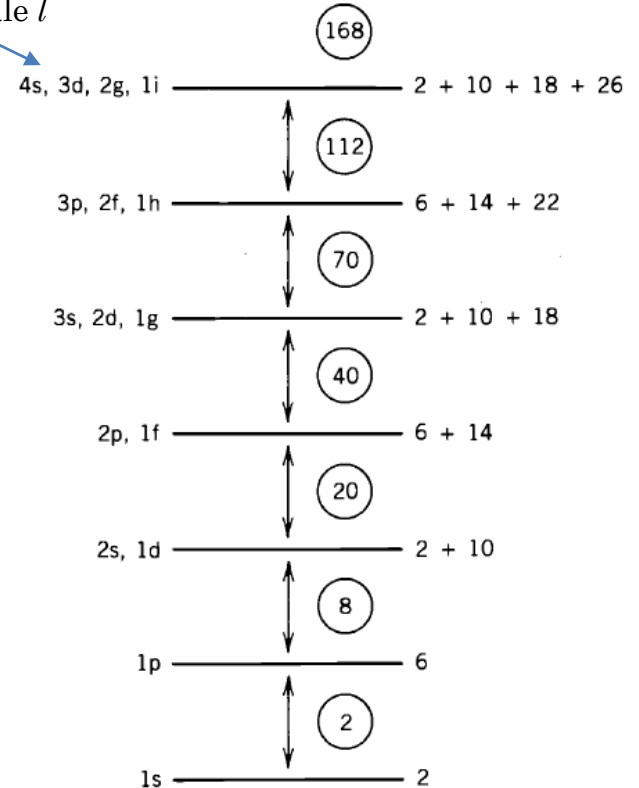 le l
168
4s, 3d, 2g, 1i 2 + 10 + 18 + 26
112
3p, 2f, 1h 6 + 14 + 22
70
3s, 2d, 1g 2 + 10 + 18
40
2p, 1f 6 + 14
20
2s, 1d 2 + 10
8
1p 6
2
1s 2